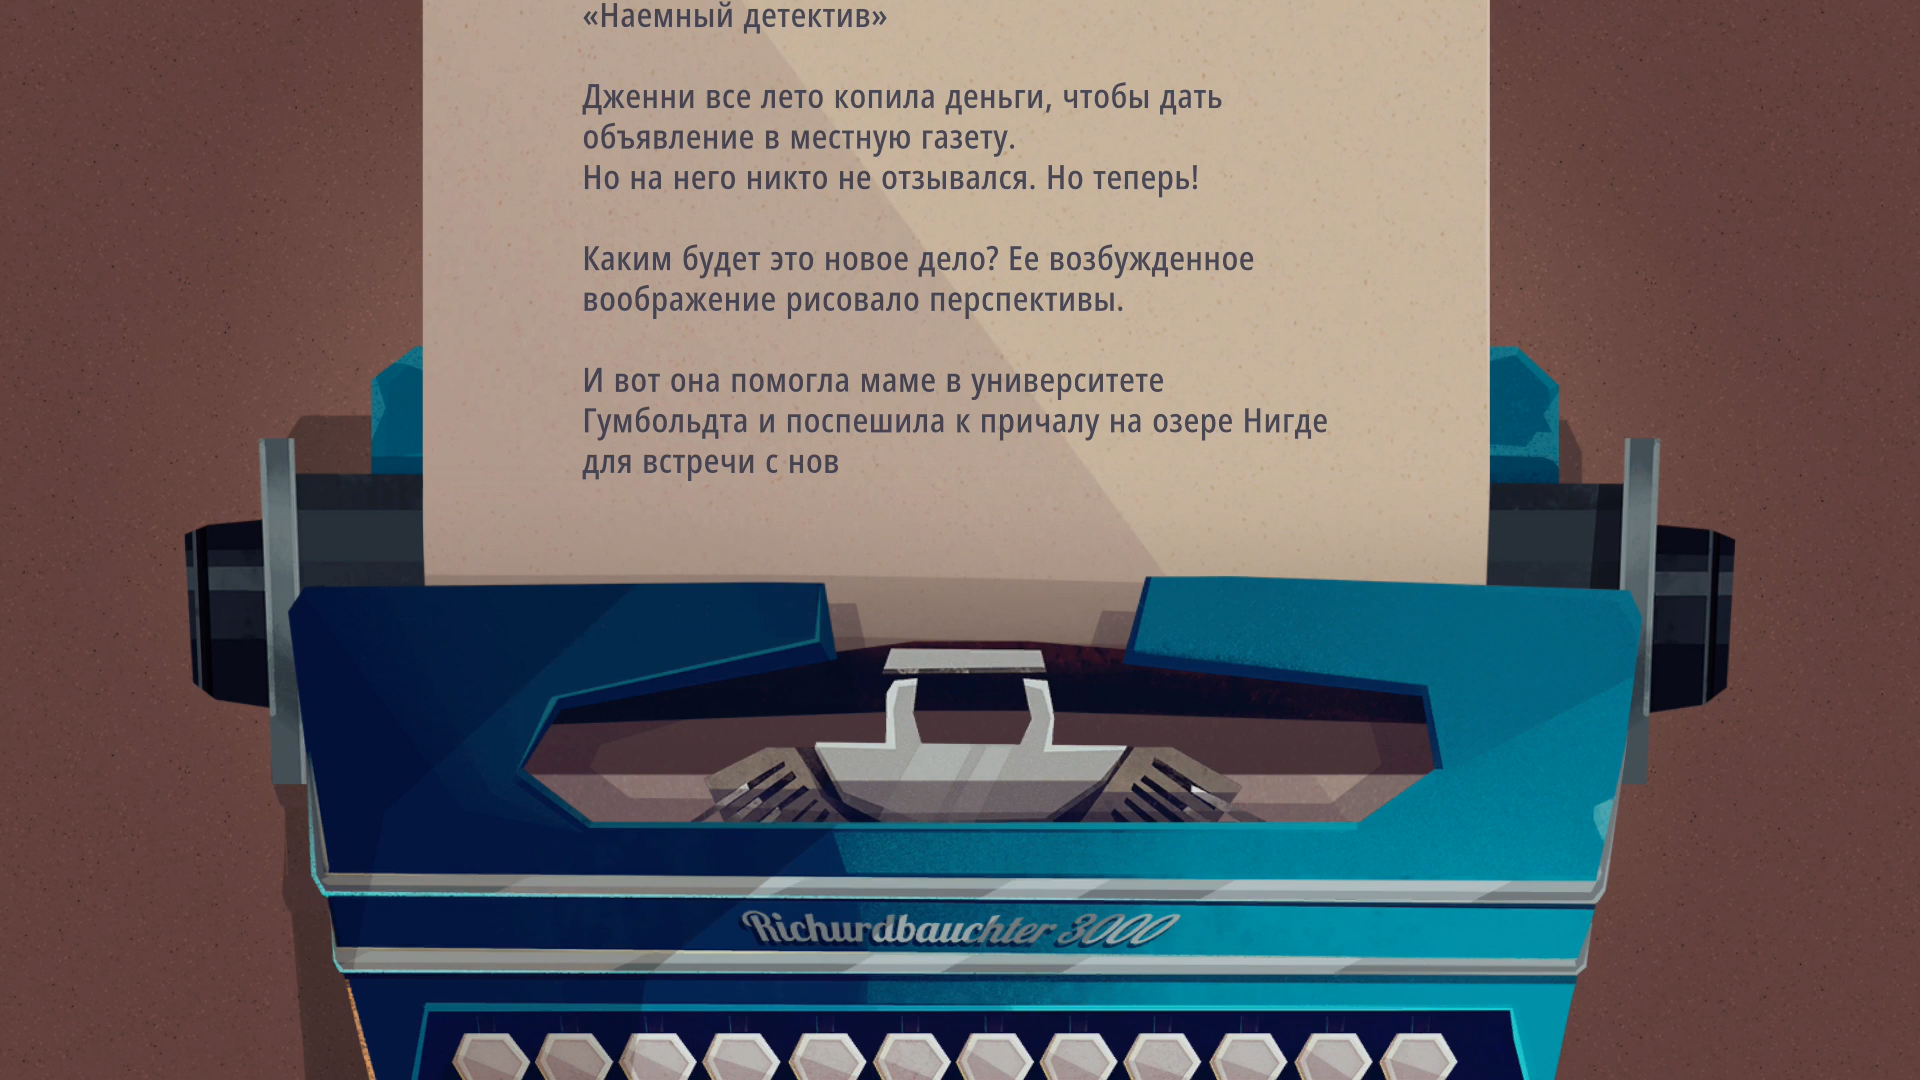 «Наемный детектив»
Дженни все лето копила деньги, чтобы дать
объявление в местную газету.
Но на него никто не отзывался. Но теперь!
Каким будет это новое дело? Ее возбужденное
воображение рисовало перспективы.
И вот она помогла маме в университете
Гумбольдта и поспешила к причалу на озере Нигде
для встречи с нов
Richurdbauchter 3000